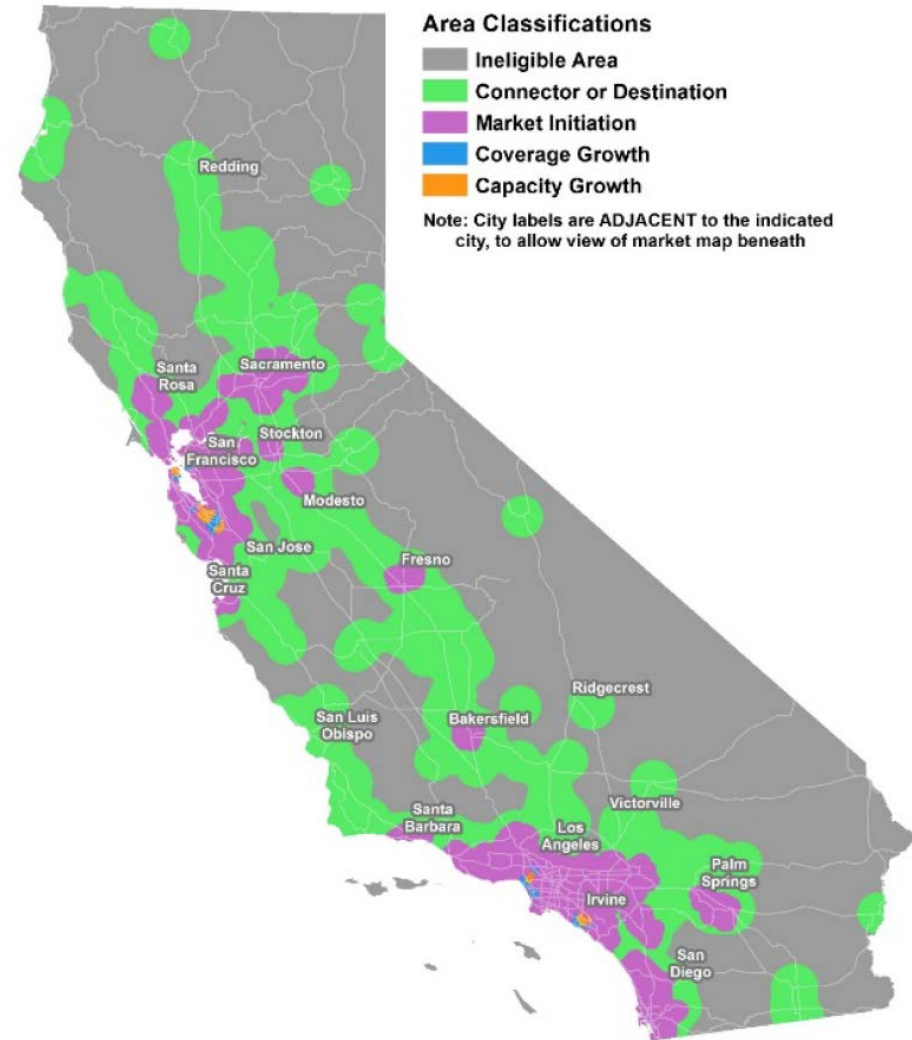 Area Classifications
Ineligible Area
Connector or Destination
Market Initiation
Coverage Growth
Capacity Growth
Note: City labels are ADJACENT to the indicated
city, to allow view of market map beneath
Redding
Santa
Rosa
Sacramento
San
Francisco
Stockton
Modesto
San Jose
Santa
Cruz
Fresno
San Luis
Obispo
Bakersfield
Ridgecrest
Santa
Barbara
Los
Angeles
Victorville
Palm
Springs
Irvine
San
Diego